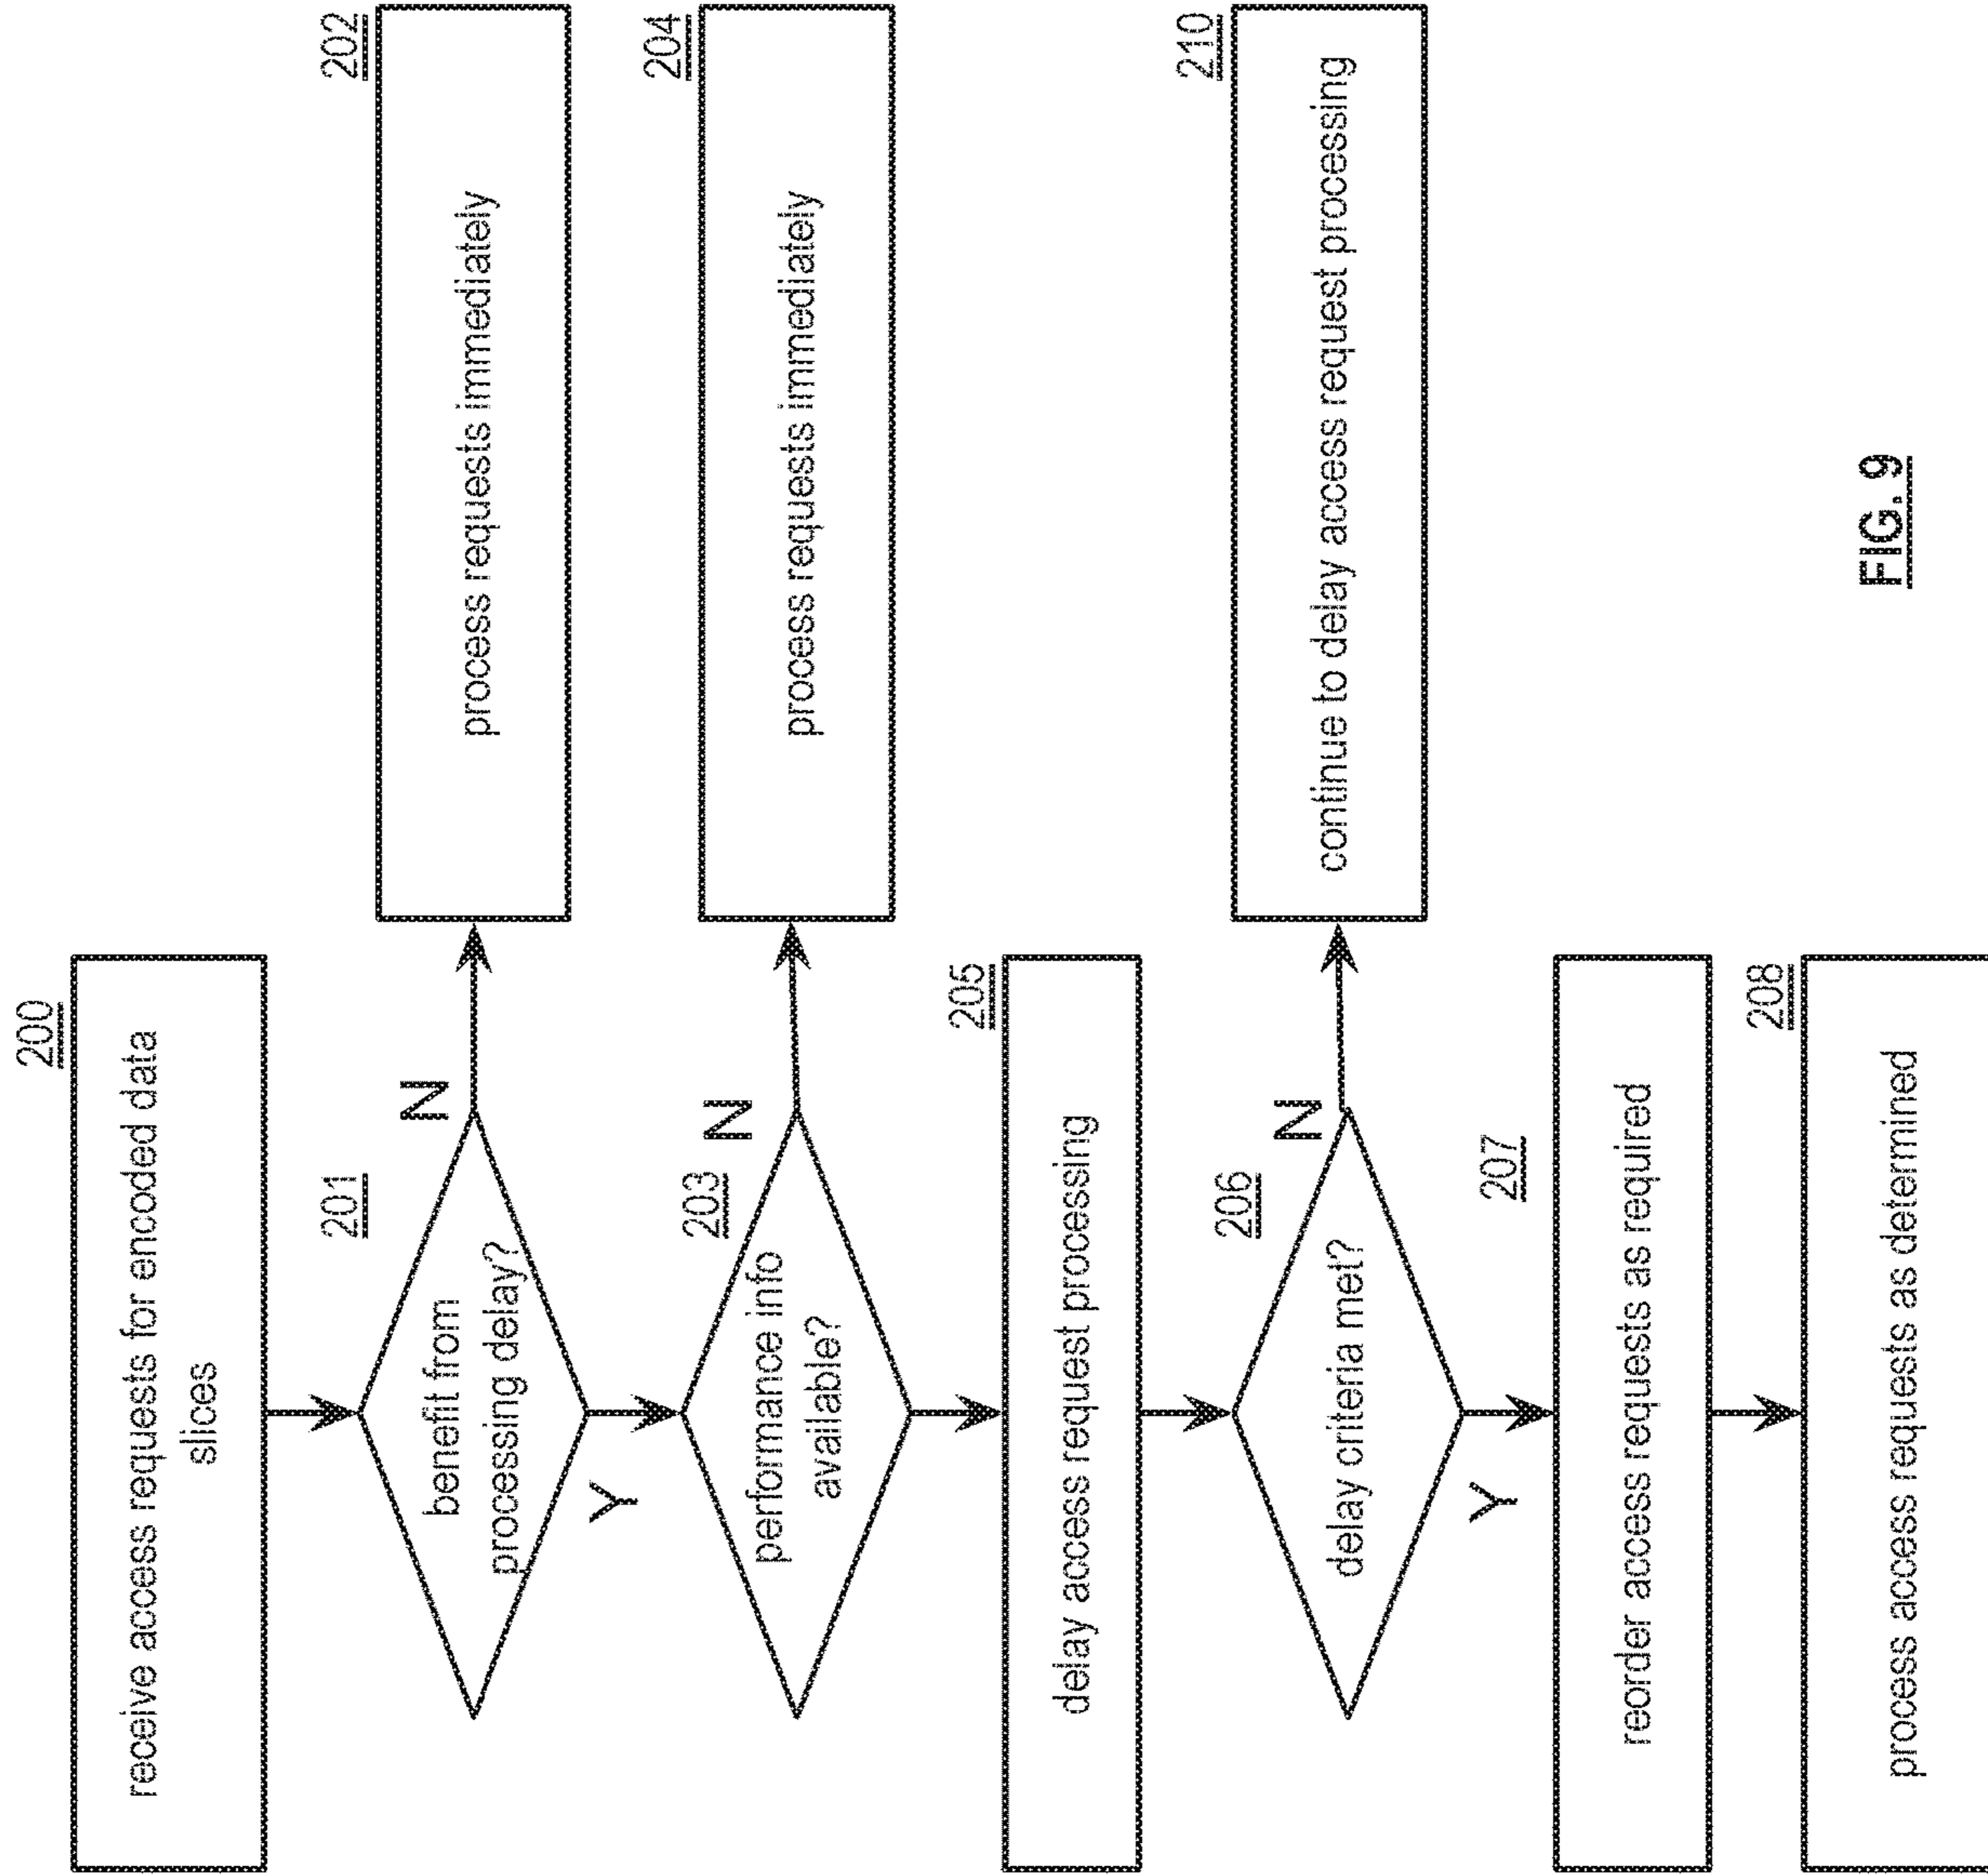 200
receive access requests for encoded data
slices
201
benefit from
processing delay?
N
Y
202
process requests immediately
203
performance info
available?
N
204
process requests immediately
205
delay access request processing
206
delay criteria met?
N
Y
210
continue to delay access request processing
207
reorder access requests as required
208
process access requests as determined
FIG. 9